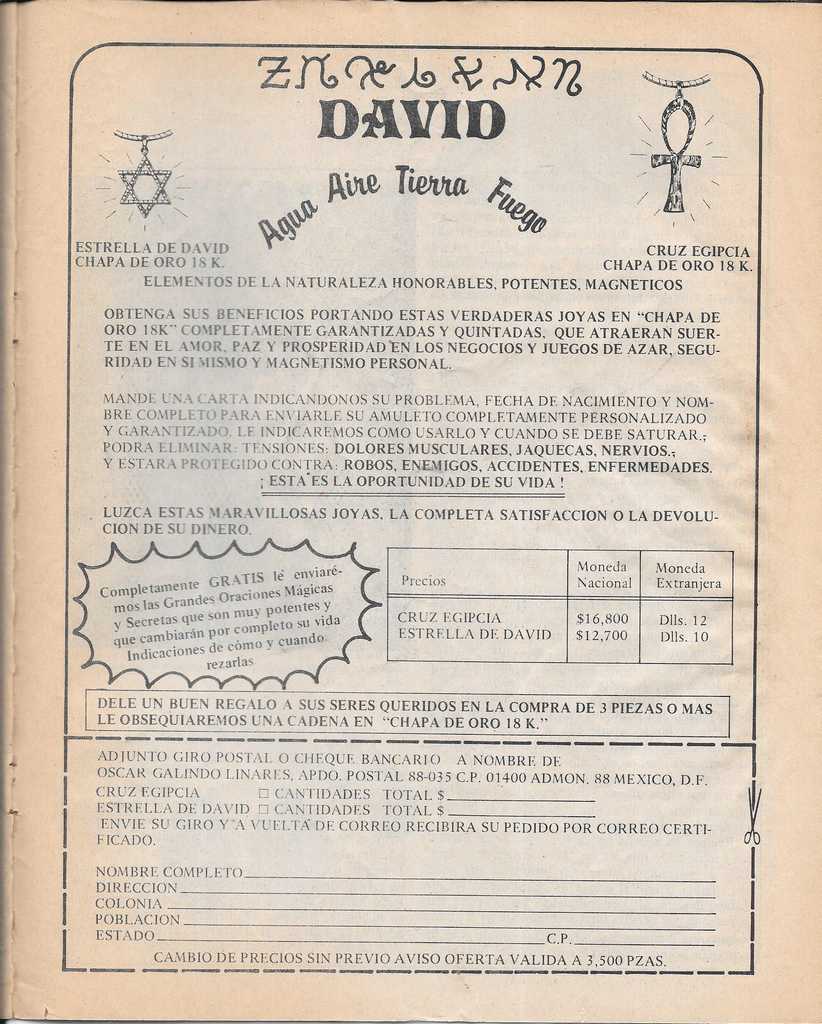 DAVID
Agua Aire Tierra Fuego
ESTRELLA DE DAVID
CHAPA DE ORO 18 K.
CRUZ EGIPCIA
CHAPA DE ORO 18 K.
ELEMENTOS DE LA NATURALEZA HONORABLES, POTENTES, MAGNETICOS
OBTENGA SUS BENEFICIOS PORTANDO ESTAS VERDADERAS JOYAS EN "CHAPA DE
ORO 18K" COMPLETAMENTE GARANTIZADAS Y QUINTADAS, QUE ATRAERAN SUER-
TE EN EL AMOR, PAZ Y PROSPERIDAD EN LOS NEGOCIOS Y JUEGOS DE AZAR, SEGU-
RIDAD EN SI MISMO Y MAGNETISMO PERSONAL.
MANDE UNA CARTA INDICANDONOS SU PROBLEMA, FECHA DE NACIMIENTO Y NOM-
BRE COMPLETO PARA ENVIARLE SU AMULETO COMPLETAMENTE PERSONALIZADO
Y GARANTIZADO. LE INDICAREMOS COMO USARLO Y CUANDO SE DEBE SATURAR.;
PODRA ELIMINAR: TENSIONES: DOLORES MUSCULARES, JAQUECAS, NERVIOS.;
Y ESTARA PROTEGIDO CONTRA: ROBOS, ENEMIGOS, ACCIDENTES, ENFERMEDADES.
¡ ESTA ES LA OPORTUNIDAD DE SU VIDA !
LUZCA ESTAS MARAVILLOSAS JOYAS, LA COMPLETA SATISFACCION O LA DEVOLU-
CION DE SU DINERO.
Completamente GRATIS le enviaré-
mos las Grandes Oraciones Mágicas
y Secretas que son muy potentes y
que cambiarán por completo su vida
Indicaciones de cómo y cuando
rezarlas
Precios Moneda Nacional Moneda Extranjera
CRUZ EGIPCIA $16,800 Dlls. 12
ESTRELLA DE DAVID $12,700 Dlls. 10
DELE UN BUEN REGALO A SUS SERES QUERIDOS EN LA COMPRA DE 3 PIEZAS O MAS
LE OBSEQUIAREMOS UNA CADENA EN "CHAPA DE ORO 18 K."
ADJUNTO GIRO POSTAL O CHEQUE BANCARIO A NOMBRE DE
OSCAR GALINDO LINARES, APDO. POSTAL 88-035 C.P. 01400 ADMON. 88 MEXICO, D.F.
CRUZ EGIPCIA □ CANTIDADES TOTAL $
ESTRELLA DE DAVID □ CANTIDADES TOTAL $
ENVIE SU GIRO Y A VUELTA DE CORREO RECIBIRA SU PEDIDO POR CORREO CERTI-
FICADO.
NOMBRE COMPLETO
DIRECCION
COLONIA
POBLACION
ESTADO C.P.
CAMBIO DE PRECIOS SIN PREVIO AVISO OFERTA VALIDA A 3,500 PZAS.